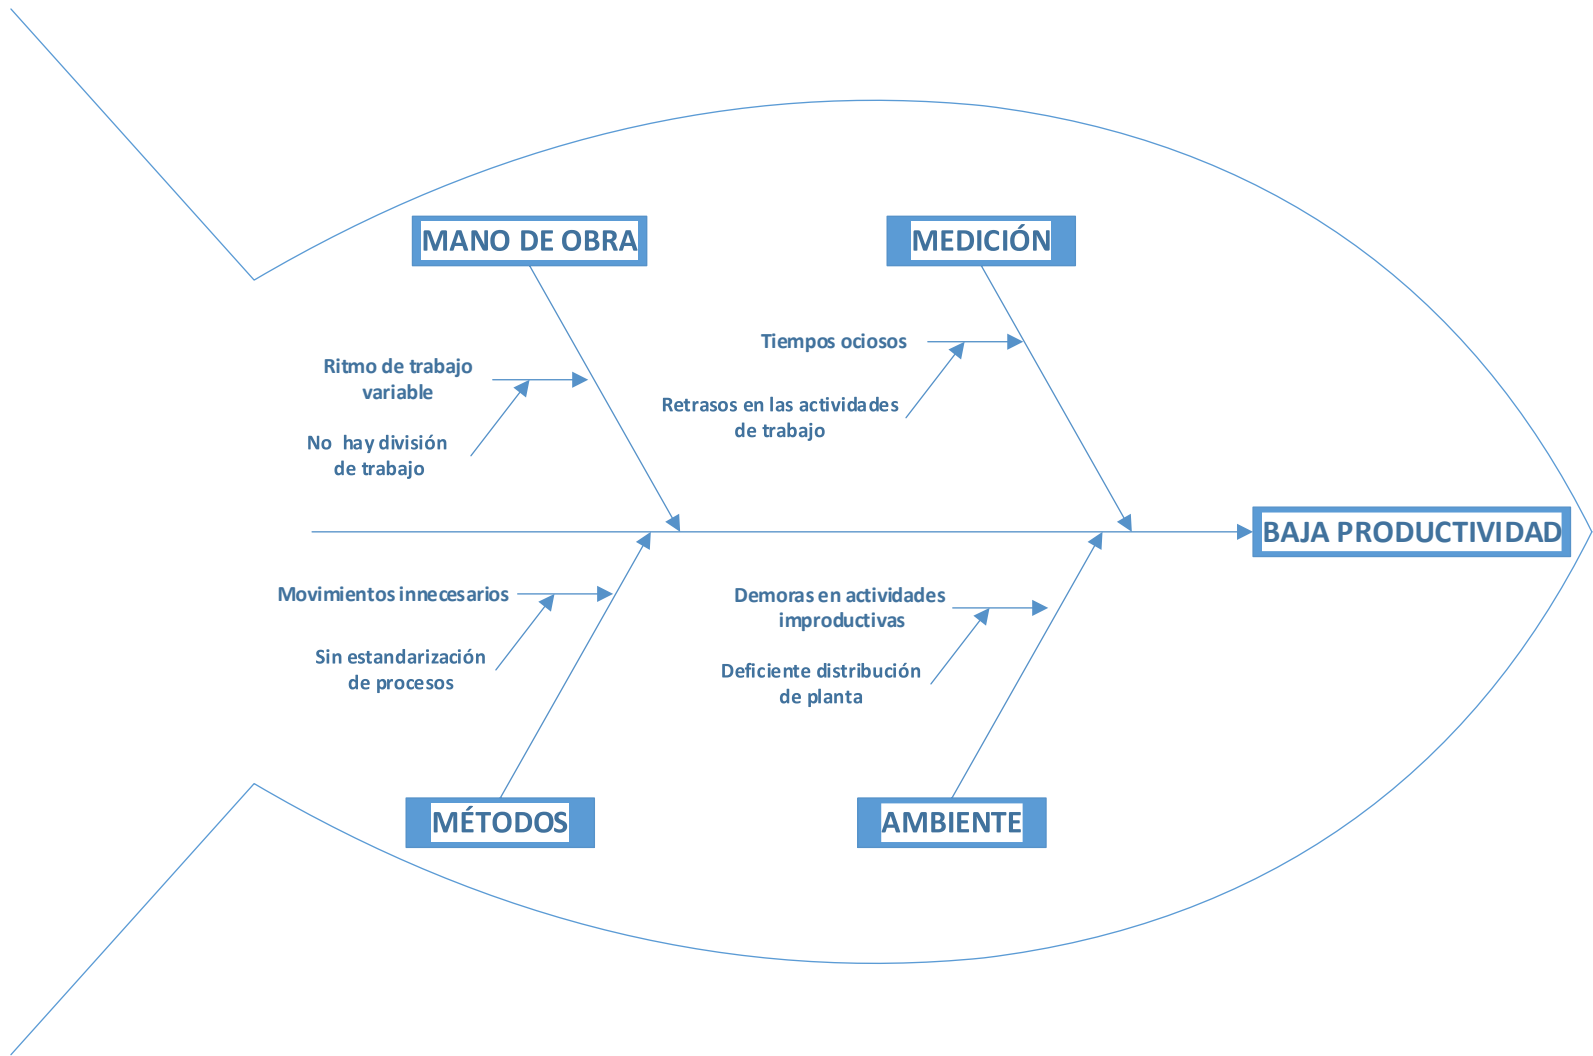 MANO DE OBRA
MEDICIÓN
Tiempos ociosos
Ritmo de trabajo
variable
Retrasos en las actividades
de trabajo
No hay división
de trabajo
BAJA PRODUCTIVIDAD
Movimientos innecesarios
Demoras en actividades
improductivas
Sin estandarización
de procesos
Deficiente distribución
de planta
MÉTODOS
AMBIENTE